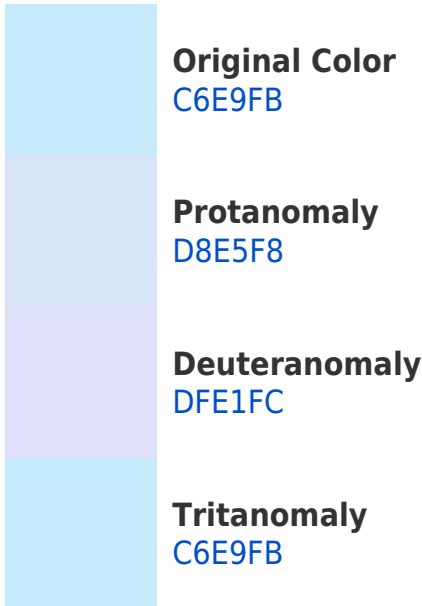 Original Color
C6E9FB
Protanomaly
D8E5F8
Deuteranomaly
DFE1FC
Tritanomaly
C6E9FB